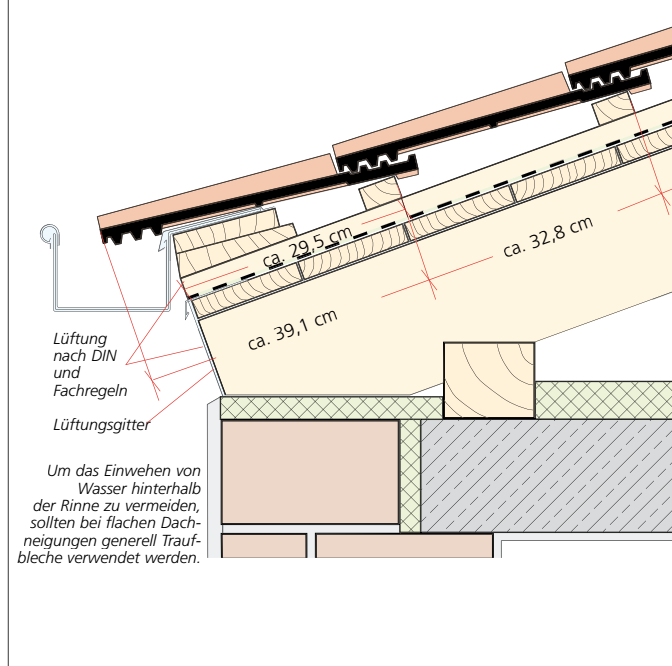 ca. 29,5 cm
ca. 32,8 cm
ca. 39,1 cm
Lüftung
nach DIN
und
Fachregeln
Lüftungsgitter
Um das Einwehen von
Wasser hinterhalb
der Rinne zu vermeiden,
sollten bei flachen Dach-
neigungen generell Trauf-
bleche verwendet werden.